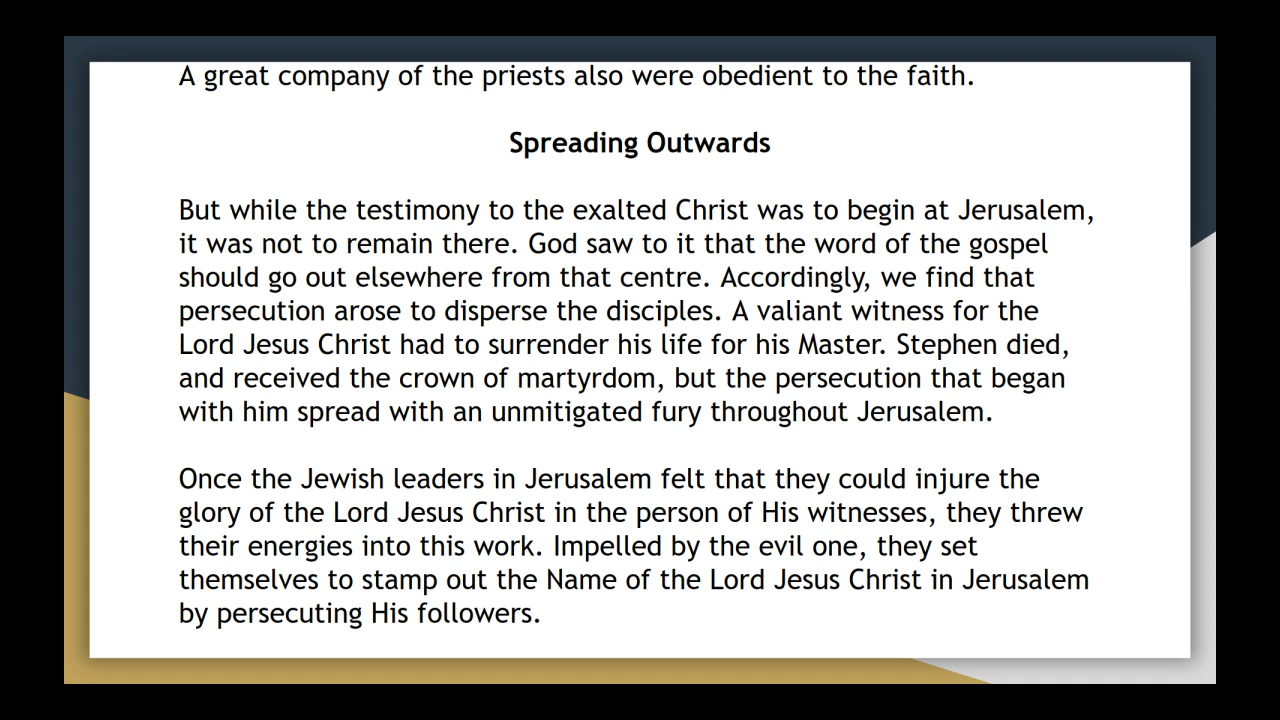 A great company of the priests also were obedient to the faith.
Spreading Outwards
But while the testimony to the exalted Christ was to begin at Jerusalem,
it was not to remain there. God saw to it that the word of the gospel
should go out elsewhere from that centre. Accordingly, we find that
persecution arose to disperse the disciples. A valiant witness for the
Lord Jesus Christ had to surrender his life for his Master. Stephen died,
and received the crown of martyrdom, but the persecution that began
with him spread with an unmitigated fury throughout Jerusalem.
Once the Jewish leaders in Jerusalem felt that they could injure the
glory of the Lord Jesus Christ in the person of His witnesses, they threw
their energies into this work. Impelled by the evil one, they set
themselves to stamp out the Name of the Lord Jesus Christ in Jerusalem
by persecuting His followers.